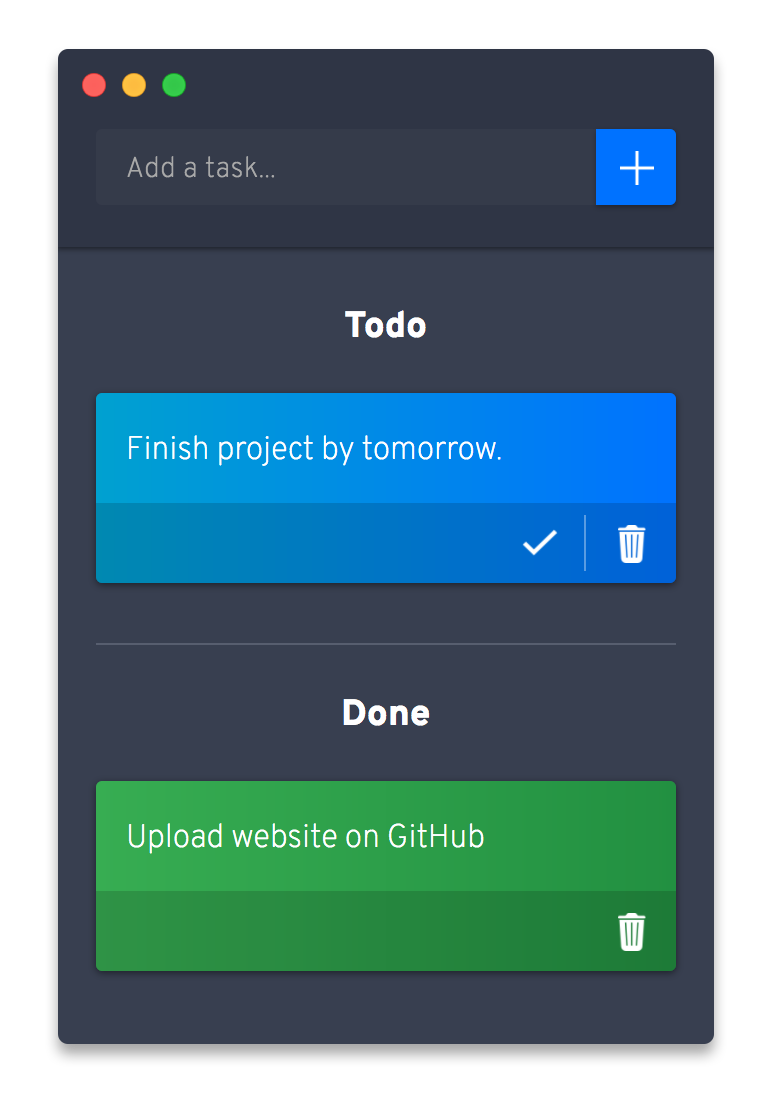 Add a task...
Todo
Finish project by tomorrow.
Done
Upload website on GitHub